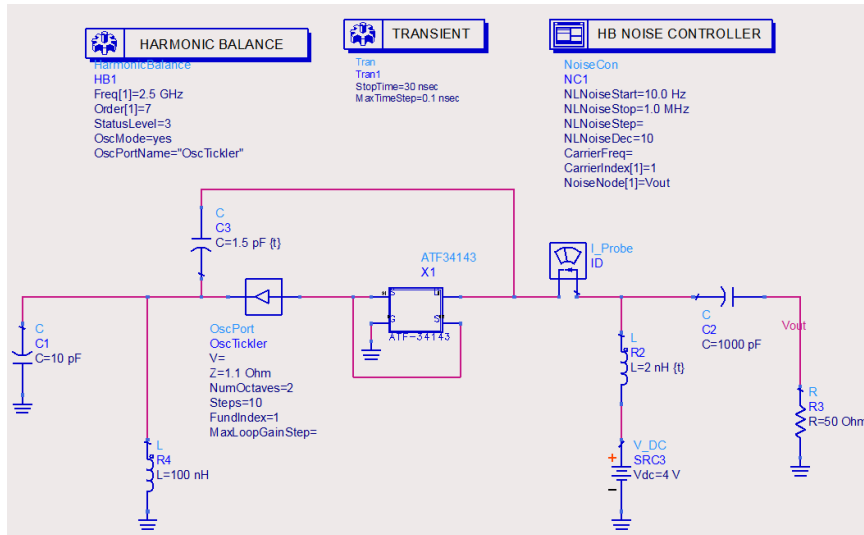 HARMONIC BALANCE
HarmonicBalance
HB1
Freq[1]=2.5 GHz
Order[1]=7
StatusLevel=3
OscMode=yes
OscPortName="OscTickler"
TRANSIENT
Tran
Tran1
StopTime=30 nsec
MaxTimeStep=0.1 nsec
HB NOISE CONTROLLER
NoiseCon
NC1
NLNoiseStart=10.0 Hz
NLNoiseStop=1.0 MHz
NLNoiseStep=
NLNoiseDec=10
CarrierFreq=
CarrierIndex[1]=1
NoiseNode[1]=Vout
C
C3
C=1.5 pF {t}
ATF34143
X1
ATF-34143
I_Probe
ID
C
C1
C=10 pF
OscPort
OscTickler
V=
Z=1.1 Ohm
NumOctaves=2
Steps=10
FundIndex=1
MaxLoopGainStep=
C
C2
C=1000 pF
Vout
L
R2
L=2 nH {t}
R
R3
R=50 Ohm
L
R4
L=100 nH
V_DC
SRC3
Vdc=4 V